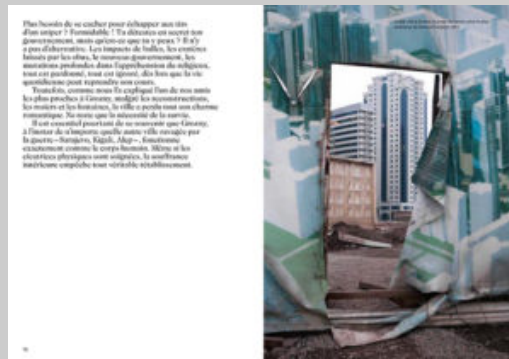 Plus besoin de se cacher pour échapper aux tirs
d'un sniper ? Formidable ! Tu détestes en secret ton
gouvernement, mais qu'est-ce que tu y peux ? Il n'y
a pas d'alternative. Les impacts de balles, les cratères
laissés par les obus, le nouveau gouvernement, les
mutations profondes dans l'appréhension du religieux,
tout est pardonné, tout est ignoré, dès lors que la vie
quotidienne peut reprendre son cours.
Toutefois, comme nous l'a expliqué l'un de nos amis
les plus proches à Grozny, malgré les reconstructions,
les rosiers et les fontaines, la ville a perdu tout son charme
romantique. Ne reste que la nécessité de la survie.
Il est essentiel pourtant de se souvenir que Grozny,
à l'instar de n'importe quelle autre ville ravagée par
la guerre – Sarajevo, Kigali, Alep –, fonctionne
exactement comme le corps humain. Même si les
cicatrices physiques sont soignées, la souffrance
intérieure empêche tout véritable rétablissement.